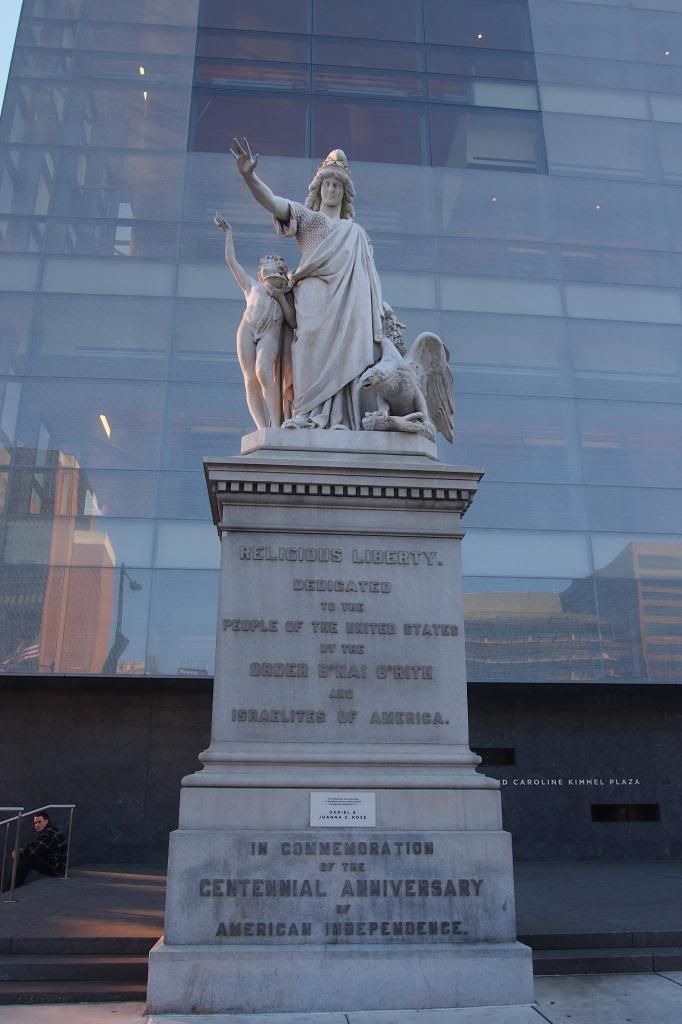 RELIGIOUS LIBERTY.
DEDICATED
TO THE
PEOPLE OF THE UNITED STATES
BY THE
ORDER B'NAI B'RITH
AND
ISRAELITES OF AMERICA.
DANIEL &
JOANNA S. ROSE
IN COMMEMORATION
OF THE
CENTENNIAL ANNIVERSARY
OF
AMERICAN INDEPENDENCE.
CAROLINE KIMMEL PLAZA